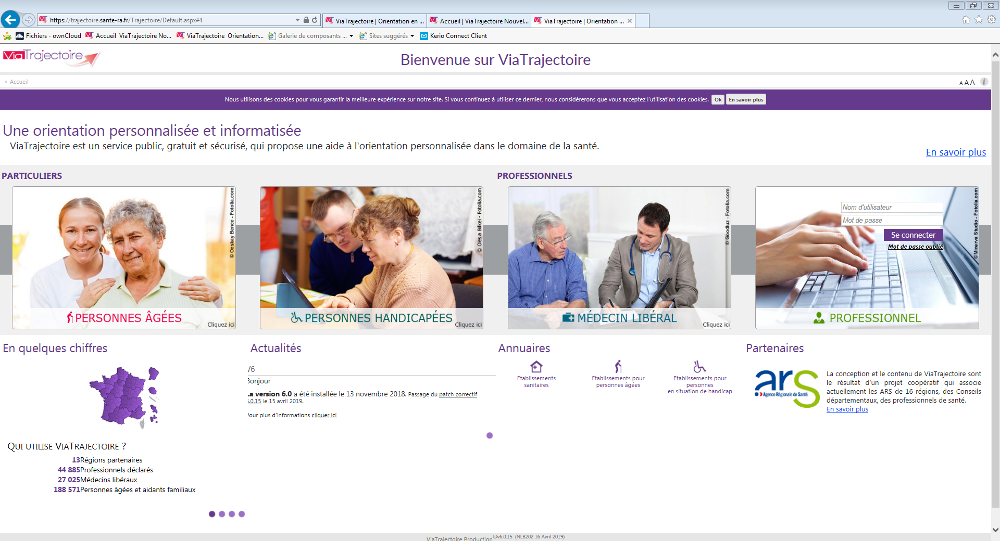 https://trajectoire.sante-ra.fr/Trajectoire/Default.aspx#4
ViaTrajectoire | Orientation en ...
Accueil | ViaTrajectoire Nouvel...
ViaTrajectoire | Orientation ...
Fichiers - ownCloud
Accueil ViaTrajectoire No...
ViaTrajectoire Orientation...
Galerie de composants ...
Sites suggérés
Kerio Connect Client
ViaTrajectoire
Bienvenue sur ViaTrajectoire
> Accueil
A A A
Nous utilisons des cookies pour vous garantir la meilleure expérience sur notre site. Si vous continuez à utiliser ce dernier, nous considérerons que vous acceptez l'utilisation des cookies. Ok En savoir plus
Une orientation personnalisée et informatisée
ViaTrajectoire est un service public, gratuit et sécurisé, qui propose une aide à l'orientation personnalisée dans le domaine de la santé.
En savoir plus
PARTICULIERS
PROFESSIONNELS
© Ocskay Bence - Fotolia.com
PERSONNES ÂGÉES
Cliquez ici
© Olesia Bilkei - Fotolia.com
PERSONNES HANDICAPÉES
Cliquez ici
© Goodluz - Fotolia.com
MÉDECIN LIBÉRAL
Cliquez ici
Nom d'utilisateur
Mot de passe
Se connecter
Mot de passe oublié
©Minerva Studio - Fotolia.com
PROFESSIONNEL
En quelques chiffres
QUI UTILISE VIATRAJECTOIRE ?
13Régions partenaires
44 885Professionnels déclarés
27 025Médecins libéraux
188 571Personnes âgées et aidants familiaux
Actualités
/6
Bonjour
La version 6.0 a été installée le 13 novembre 2018. Passage du patch correctif
6.0.15 le 15 avril 2019.
Pour plus d'informations cliquer ici
Annuaires
Etablissements
sanitaires
Etablissements pour
personnes âgées
Etablissements pour
personnes
en situation de handicap
Partenaires
ars
Agence Régionale de Santé
La conception et le contenu de ViaTrajectoire sont
le résultat d'un projet coopératif qui associe
actuellement les ARS de 16 régions, des Conseils
départementaux, des professionnels de santé.
En savoir plus
ViaTrajectoire Production ©v6.0.15 (NLB202 16 Avril 2019)